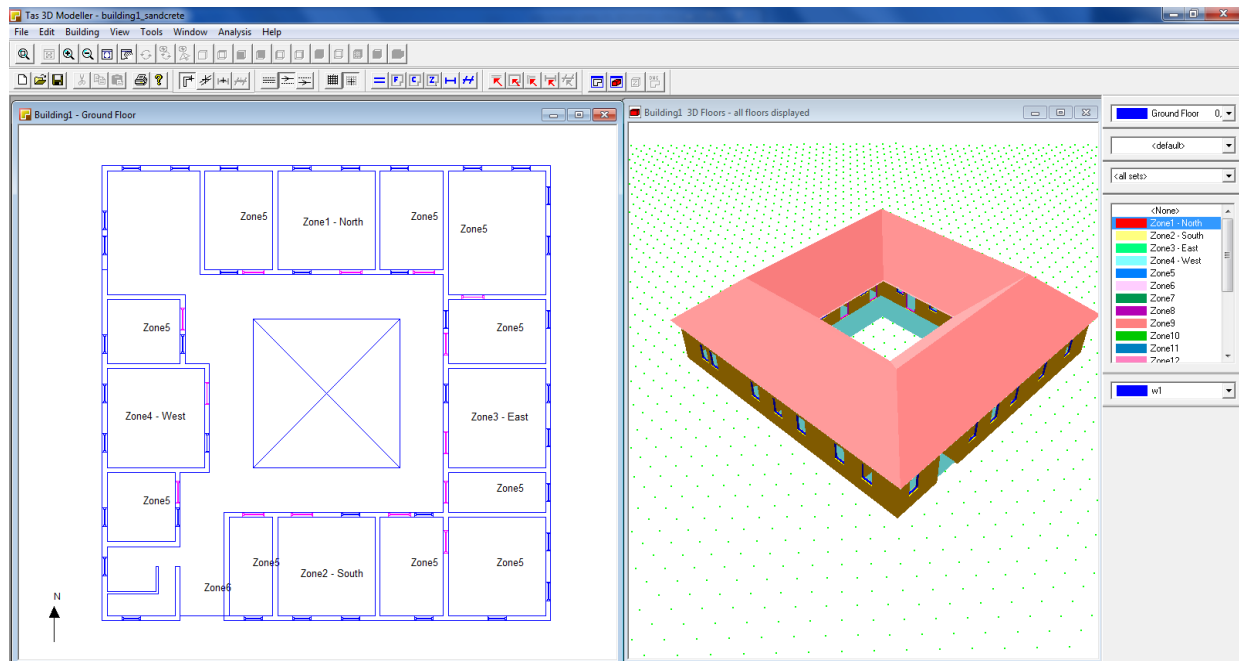 Tas 3D Modeller - building1_sandcrete
File Edit Building View Tools Window Analysis Help
Building1 - Ground Floor
Zone5
Zone1 - North
Zone5
Zone5
Zone5
Zone5
Zone4 - West
Zone3 - East
Zone5
Zone5
Zone5
Zone2 - South
Zone5
Zone5
Zone6
N
Building1 3D Floors - all floors displayed
Ground Floor 0,
<default>
<all sets>
<None>
Zone1 - North
Zone2 - South
Zone3 - East
Zone4 - West
Zone5
Zone6
Zone7
Zone8
Zone9
Zone10
Zone11
Zone12
w1